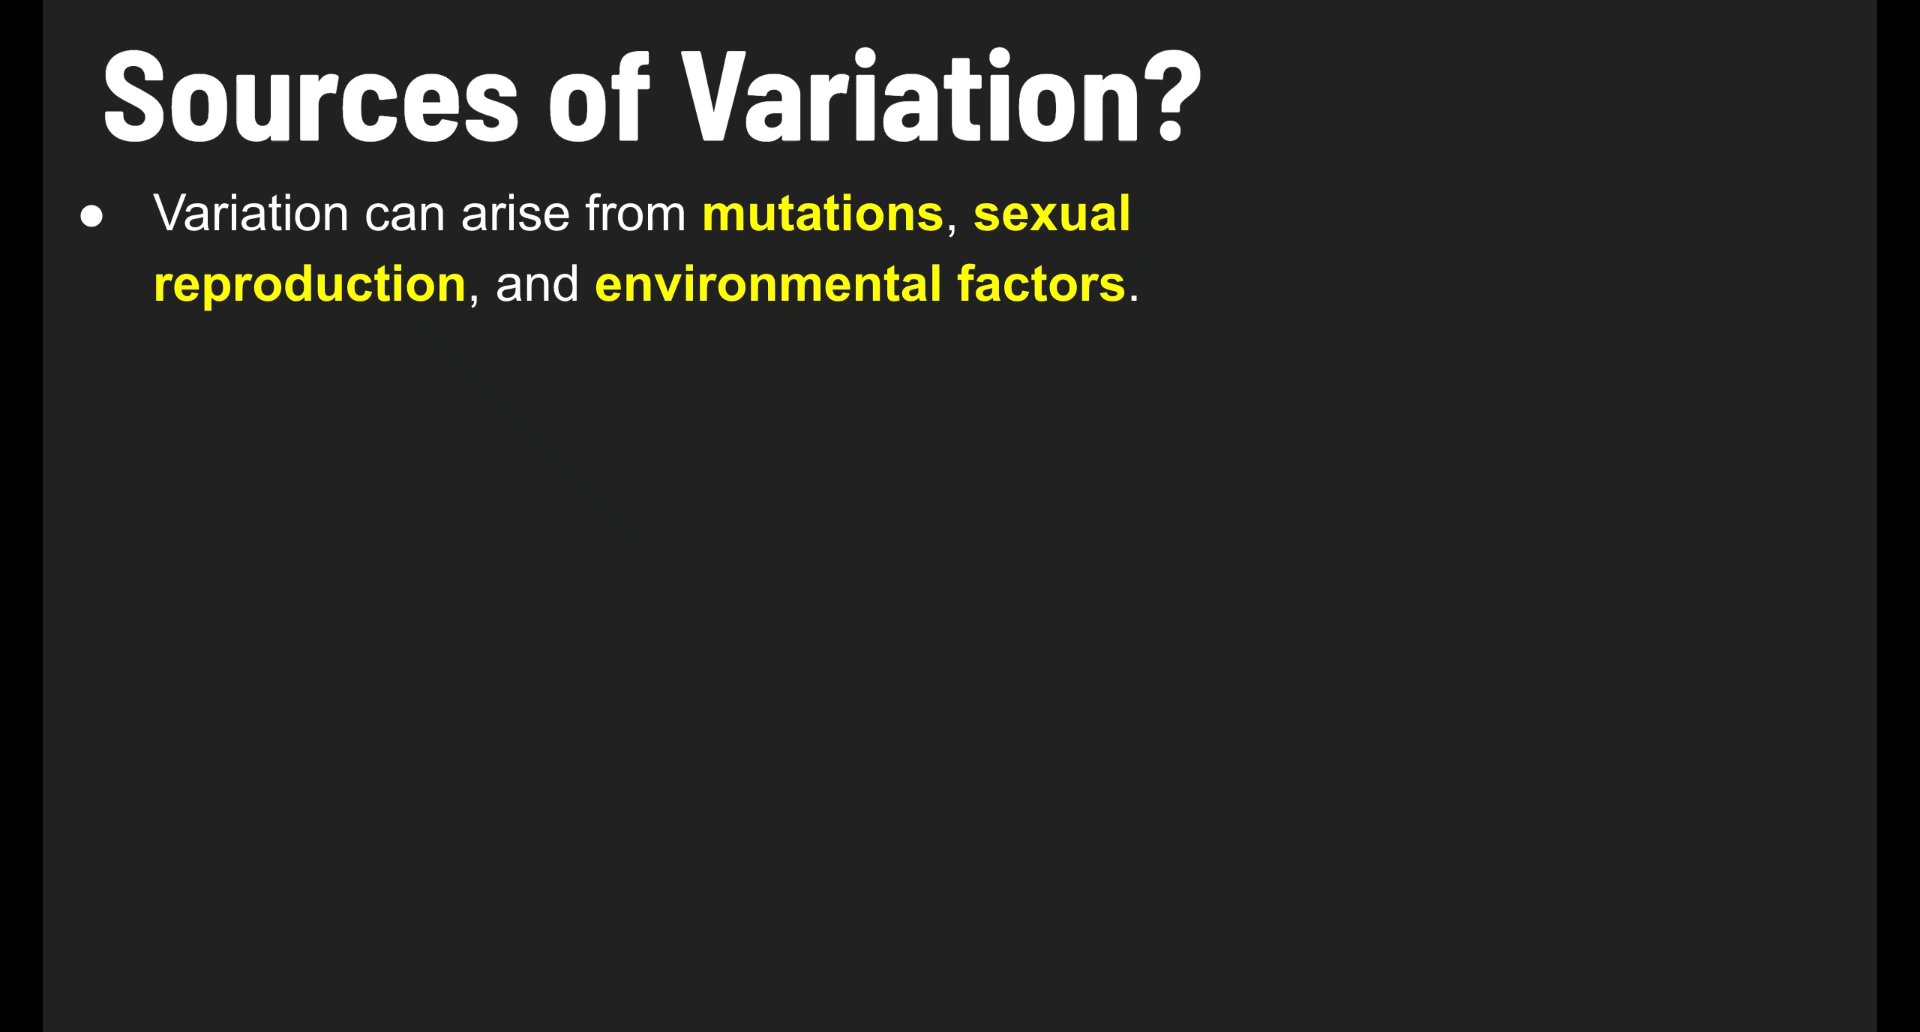 Sources of Variation?
● Variation can arise from mutations, sexual
reproduction, and environmental factors.